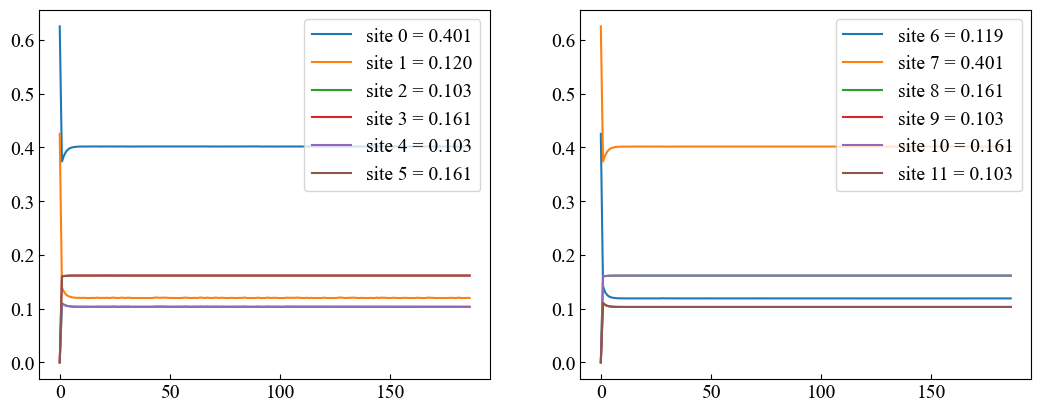 0.6
0.5
0.4
0.3
0.2
0.1
0.0
0
50
100
150
site 0 = 0.401
site 1 = 0.120
site 2 = 0.103
site 3 = 0.161
site 4 = 0.103
site 5 = 0.161
0.6
0.5
0.4
0.3
0.2
0.1
0.0
0
50
100
150
site 6 = 0.119
site 7 = 0.401
site 8 = 0.161
site 9 = 0.103
site 10 = 0.161
site 11 = 0.103